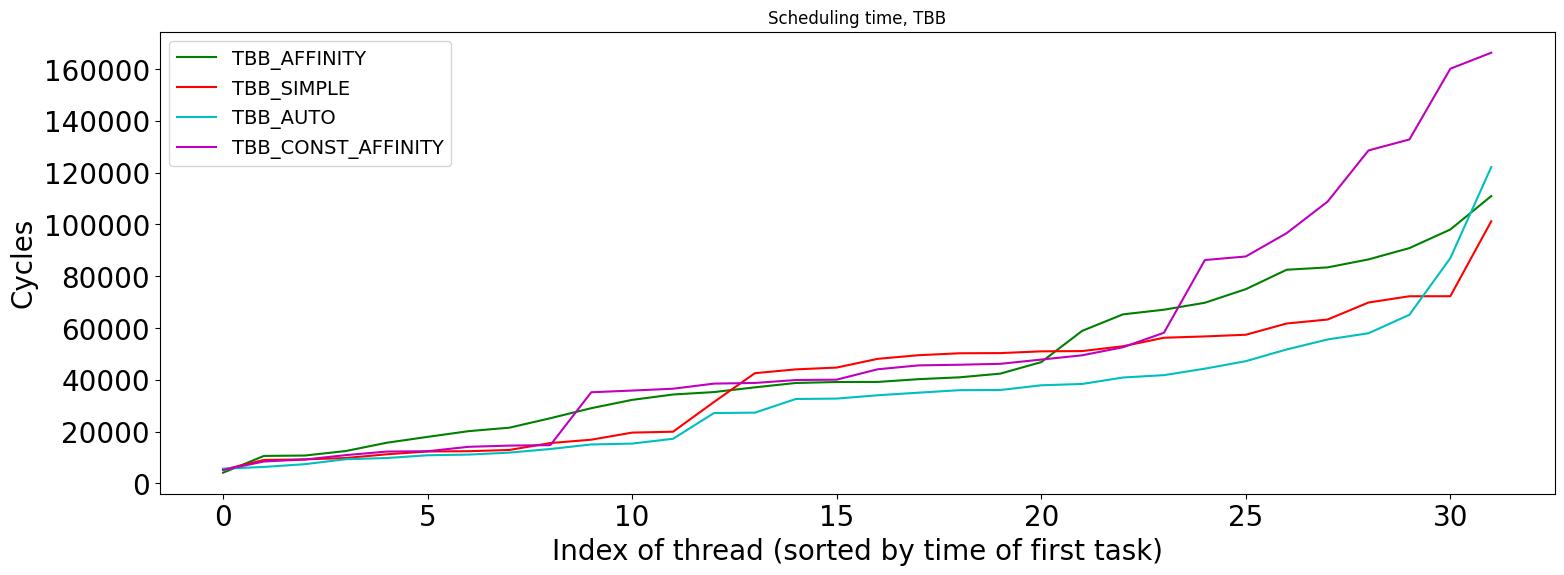 Scheduling time, TBB
TBB_AFFINITY
TBB_SIMPLE
TBB_AUTO
TBB_CONST_AFFINITY
160000
140000
120000
100000
80000
60000
40000
20000
0
Cycles
0 5 10 15 20 25 30
Index of thread (sorted by time of first task)